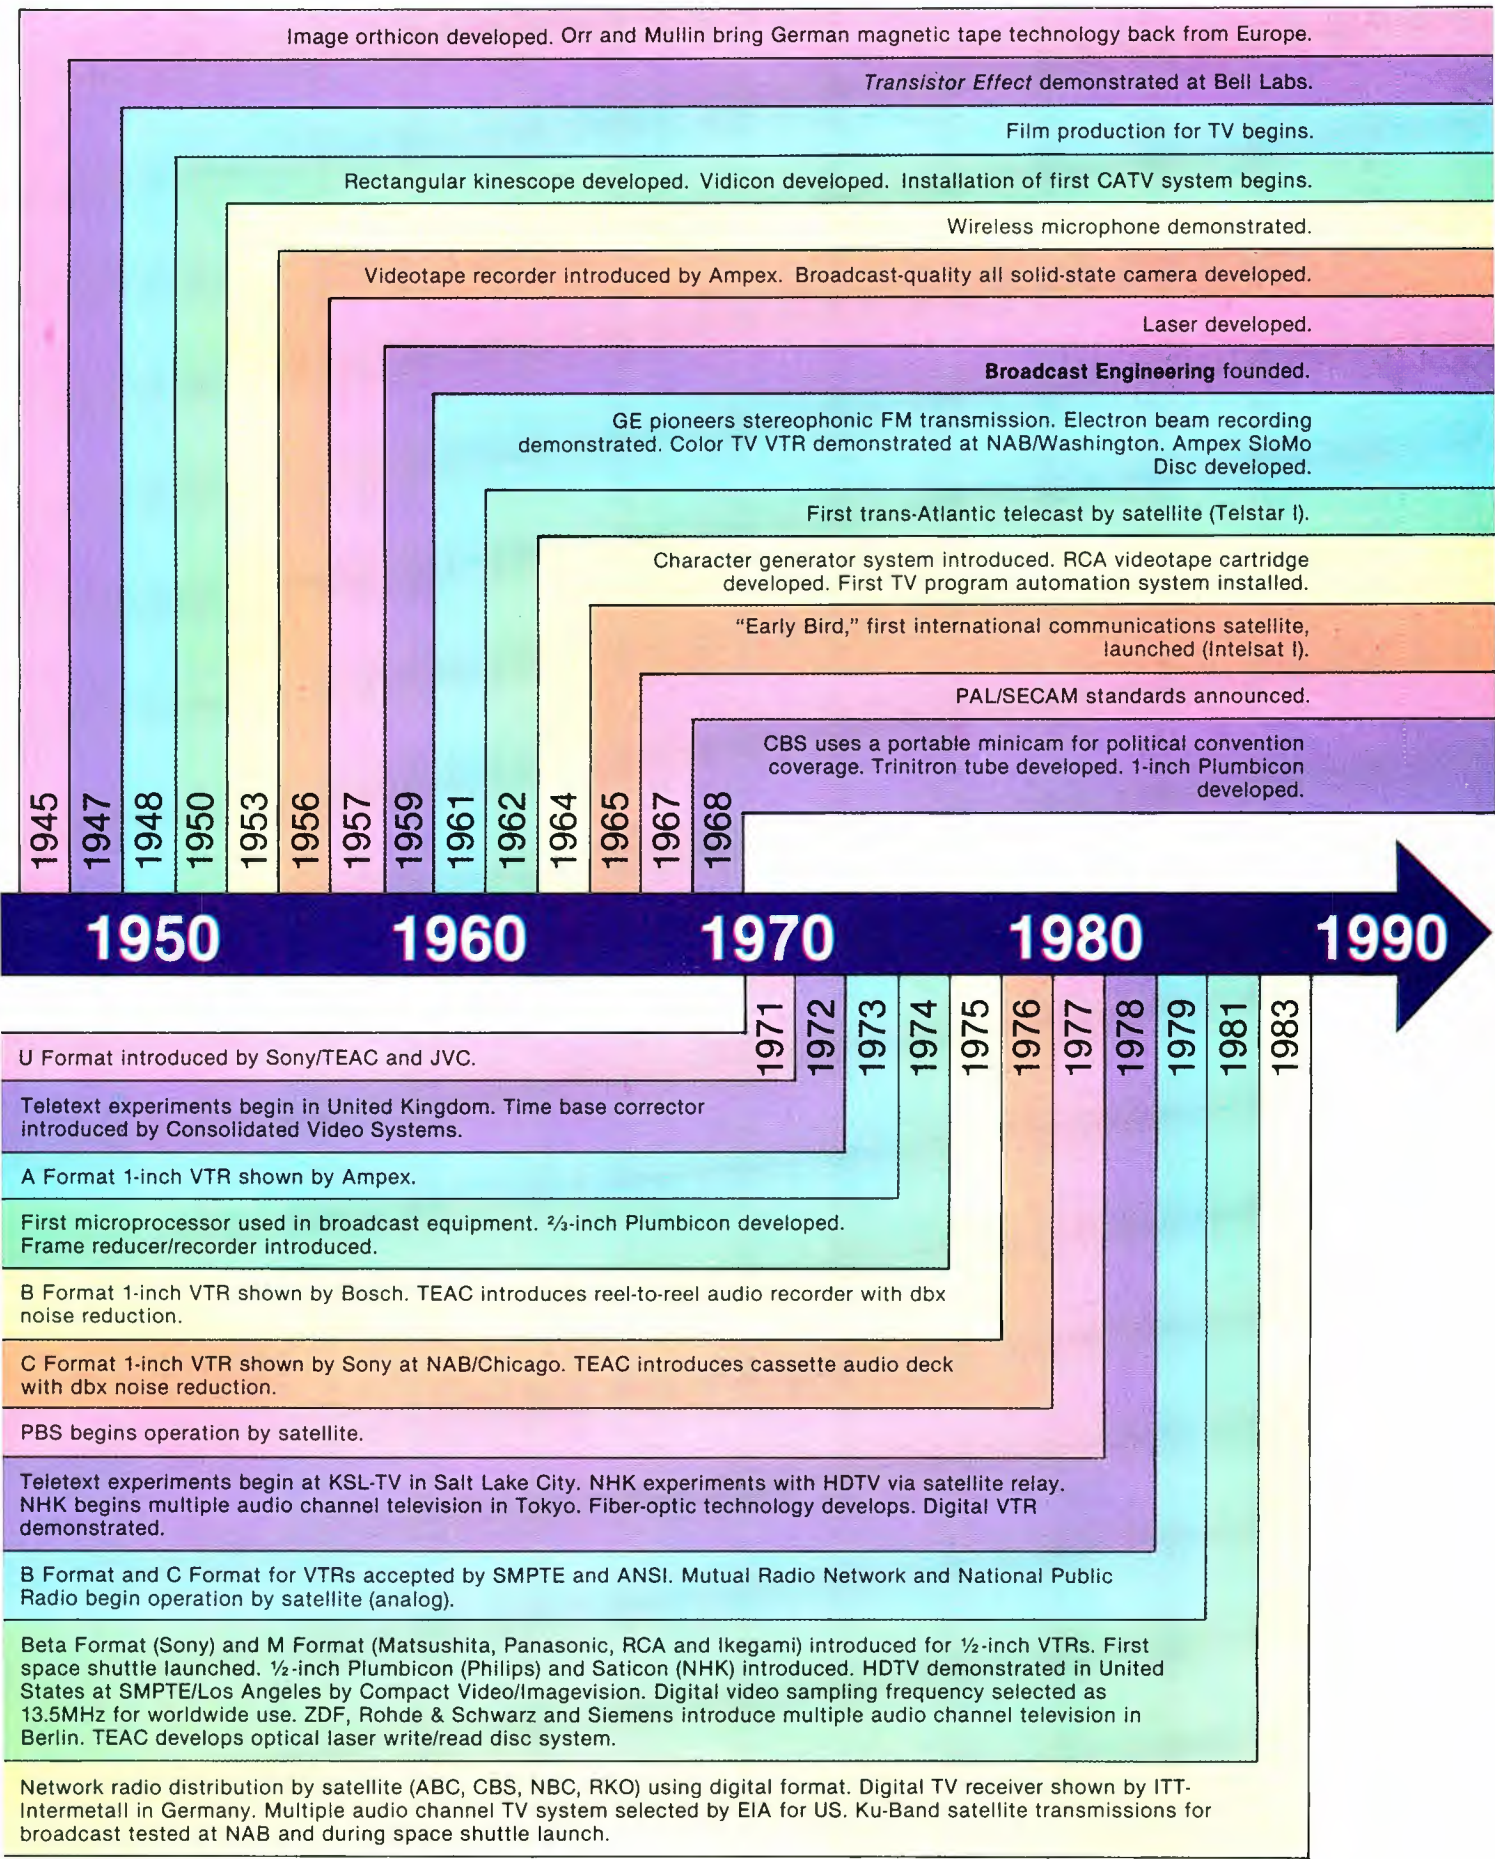 Image orthicon developed. Orr and Mullin bring German magnetic tape technology back from Europe.
Transistor Effect demonstrated at Bell Labs.
Film production for TV begins.
Rectangular kinescope developed. Vidicon developed. Installation of first CATV system begins.
Wireless microphone demonstrated.
Videotape recorder introduced by Ampex. Broadcast-quality all solid-state camera developed.
Laser developed.
Broadcast Engineering founded.
GE pioneers stereophonic FM transmission. Electron beam recording
demonstrated. Color TV VTR demonstrated at NAB/Washington. Ampex SloMo
Disc developed.
First trans-Atlantic telecast by satellite (Telstar I).
Character generator system introduced. RCA videotape cartridge
developed. First TV program automation system installed.
"Early Bird," first international communications satellite,
launched (Intelsat I).
PAL/SECAM standards announced.
CBS uses a portable minicam for political convention
coverage. Trinitron tube developed. 1-inch Plumbicon
developed.
1945
1947
1948
1950
1953
1956
1957
1959
1961
1962
1964
1965
1967
1968
1950 1960 1970 1980 1990
1971
1972
1973
1974
1975
1976
1977
1978
1979
1981
1983
U Format introduced by Sony/TEAC and JVC.
Teletext experiments begin in United Kingdom. Time base corrector
introduced by Consolidated Video Systems.
A Format 1-inch VTR shown by Ampex.
First microprocessor used in broadcast equipment. ⅔-inch Plumbicon developed.
Frame reducer/recorder introduced.
B Format 1-inch VTR shown by Bosch. TEAC introduces reel-to-reel audio recorder with dbx
noise reduction.
C Format 1-inch VTR shown by Sony at NAB/Chicago. TEAC introduces cassette audio deck
with dbx noise reduction.
PBS begins operation by satellite.
Teletext experiments begin at KSL-TV in Salt Lake City. NHK experiments with HDTV via satellite relay.
NHK begins multiple audio channel television in Tokyo. Fiber-optic technology develops. Digital VTR
demonstrated.
B Format and C Format for VTRs accepted by SMPTE and ANSI. Mutual Radio Network and National Public
Radio begin operation by satellite (analog).
Beta Format (Sony) and M Format (Matsushita, Panasonic, RCA and Ikegami) introduced for ½-inch VTRs. First
space shuttle launched. ½-inch Plumbicon (Philips) and Saticon (NHK) introduced. HDTV demonstrated in United
States at SMPTE/Los Angeles by Compact Video/Imagevision. Digital video sampling frequency selected as
13.5MHz for worldwide use. ZDF, Rohde & Schwarz and Siemens introduce multiple audio channel television in
Berlin. TEAC develops optical laser write/read disc system.
Network radio distribution by satellite (ABC, CBS, NBC, RKO) using digital format. Digital TV receiver shown by ITT-
Intermetall in Germany. Multiple audio channel TV system selected by EIA for US. Ku-Band satellite transmissions for
broadcast tested at NAB and during space shuttle launch.